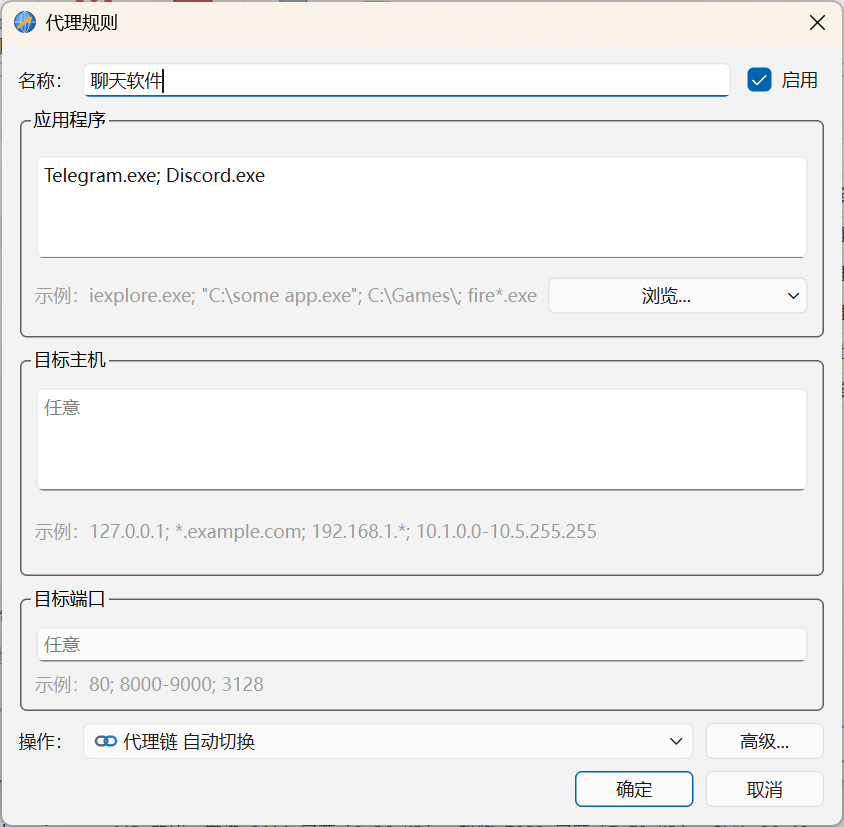 代理规则
名称： 聊天软件 启用
应用程序
Telegram.exe; Discord.exe
示例：iexplore.exe; "C:\some app.exe"; C:\Games\; fire*.exe 浏览...
目标主机
任意
示例：127.0.0.1; *.example.com; 192.168.1.*; 10.1.0.0-10.5.255.255
目标端口
任意
示例：80; 8000-9000; 3128
操作： 代理链 自动切换 高级...
确定 取消